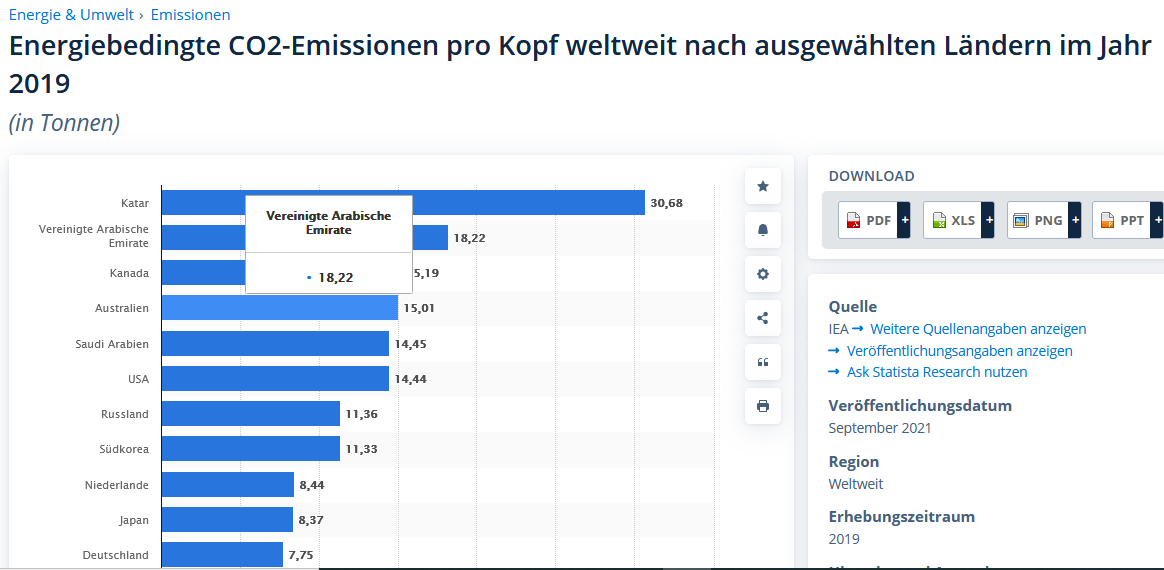 Energie & Umwelt › Emissionen
Energiebedingte CO2-Emissionen pro Kopf weltweit nach ausgewählten Ländern im Jahr
2019
(in Tonnen)
Katar 30,68
Vereinigte Arabische
Emirate 18,22
Vereinigte Arabische
Emirate
• 18,22
Kanada 5,19
Australien 15,01
Saudi Arabien 14,45
USA 14,44
Russland 11,36
Südkorea 11,33
Niederlande 8,44
Japan 8,37
Deutschland 7,75
DOWNLOAD
PDF + XLS + PNG + PPT +
Quelle
IEA → Weitere Quellenangaben anzeigen
→ Veröffentlichungsangaben anzeigen
→ Ask Statista Research nutzen
Veröffentlichungsdatum
September 2021
Region
Weltweit
Erhebungszeitraum
2019